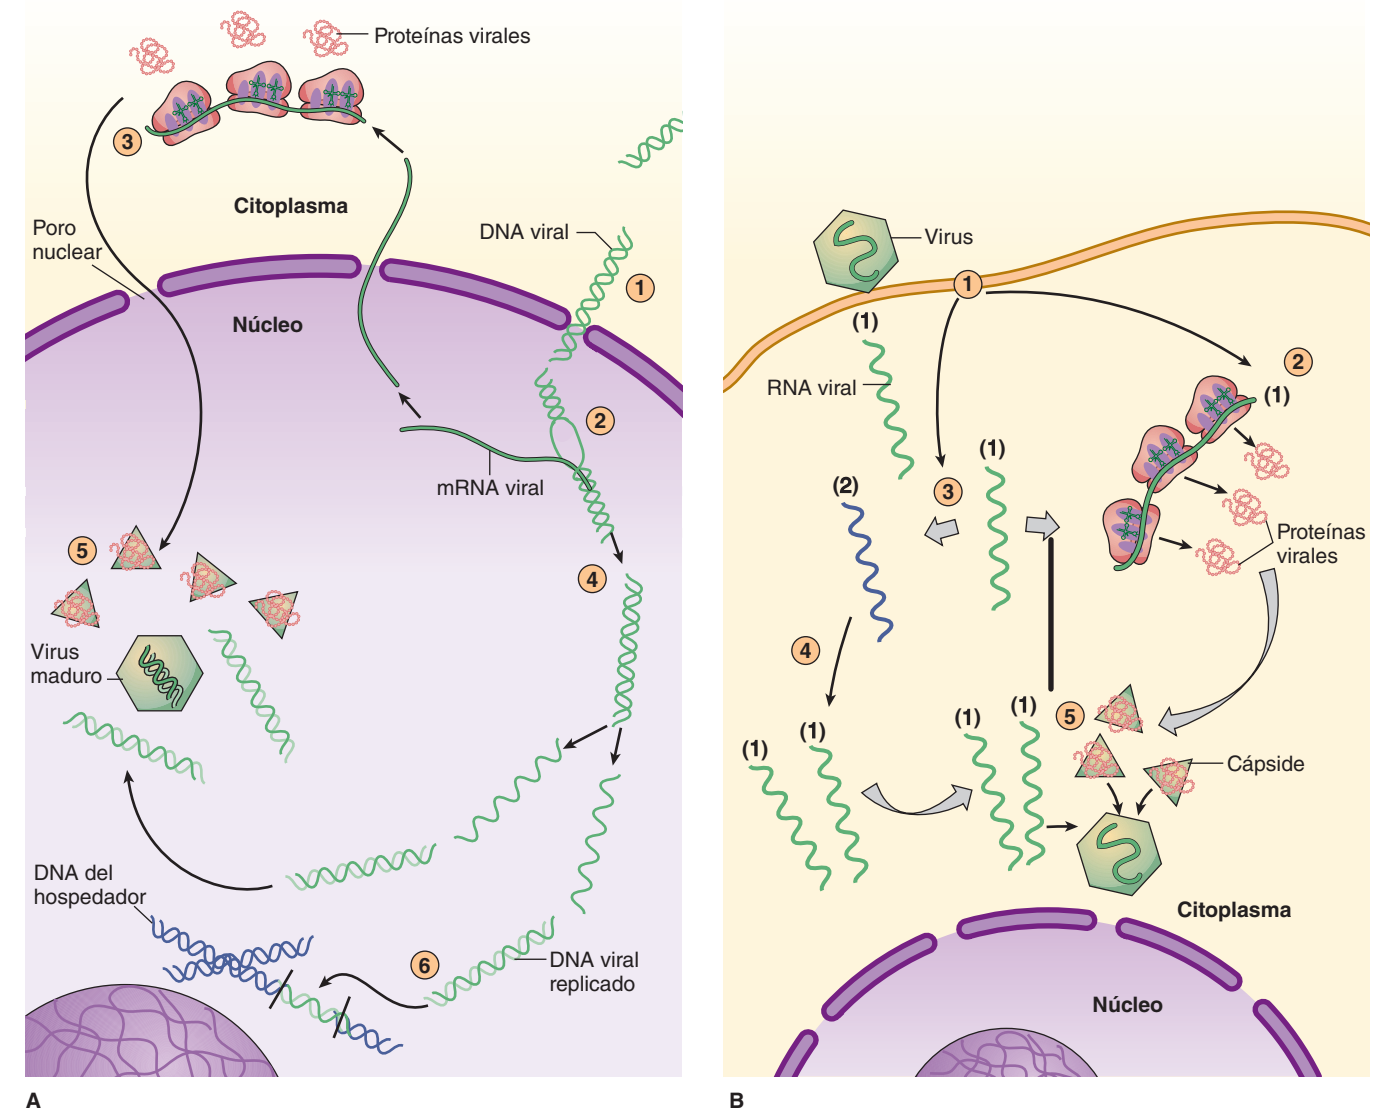 Proteínas virales
3
Citoplasma
Poro
nuclear
DNA viral
1
Núcleo
2
mRNA viral
5
4
Virus
maduro
DNA del
hospedador
6
DNA viral
replicado
A
Virus
1
(1)
2
RNA viral
(1)
(1)
(2)
3
Proteínas
virales
4
(1)
(1)
(1)
(1)
5
Cápside
Citoplasma
Núcleo
B